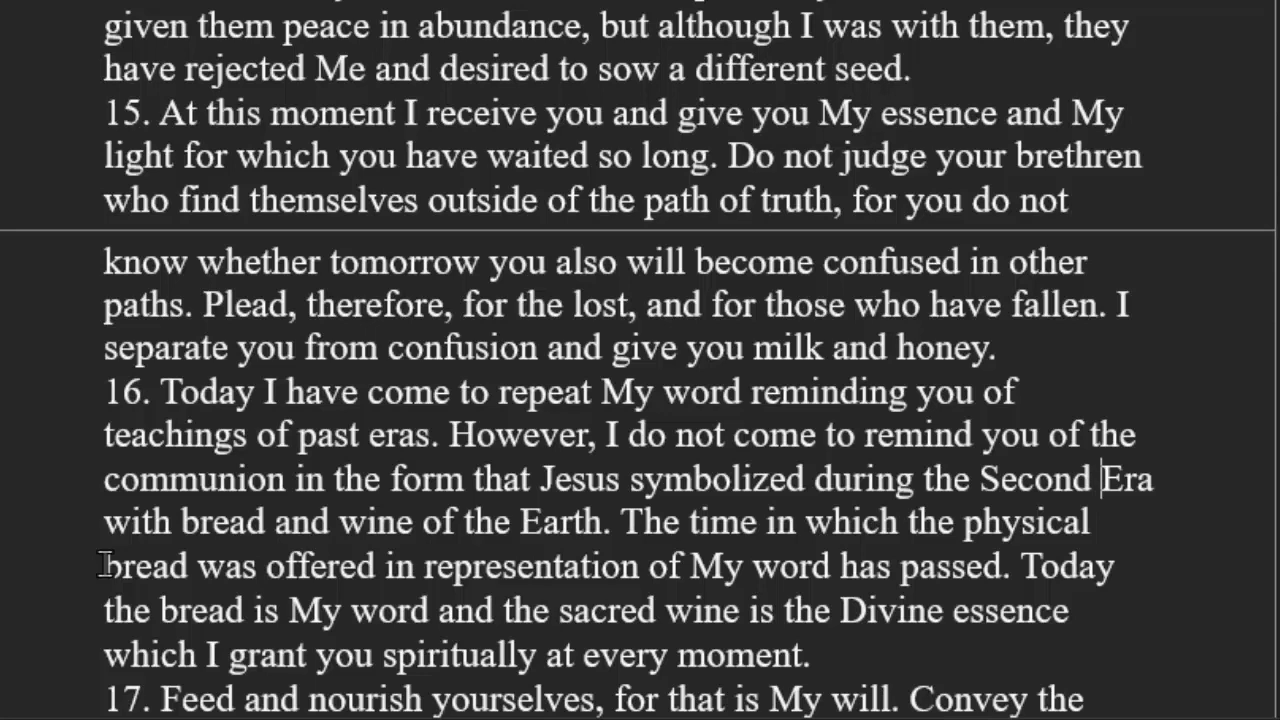 given them peace in abundance, but although I was with them, they
have rejected Me and desired to sow a different seed.
15. At this moment I receive you and give you My essence and My
light for which you have waited so long. Do not judge your brethren
who find themselves outside of the path of truth, for you do not
know whether tomorrow you also will become confused in other
paths. Plead, therefore, for the lost, and for those who have fallen. I
separate you from confusion and give you milk and honey.
16. Today I have come to repeat My word reminding you of
teachings of past eras. However, I do not come to remind you of the
communion in the form that Jesus symbolized during the Second Era
with bread and wine of the Earth. The time in which the physical
bread was offered in representation of My word has passed. Today
the bread is My word and the sacred wine is the Divine essence
which I grant you spiritually at every moment.
17. Feed and nourish yourselves, for that is My will. Convey the